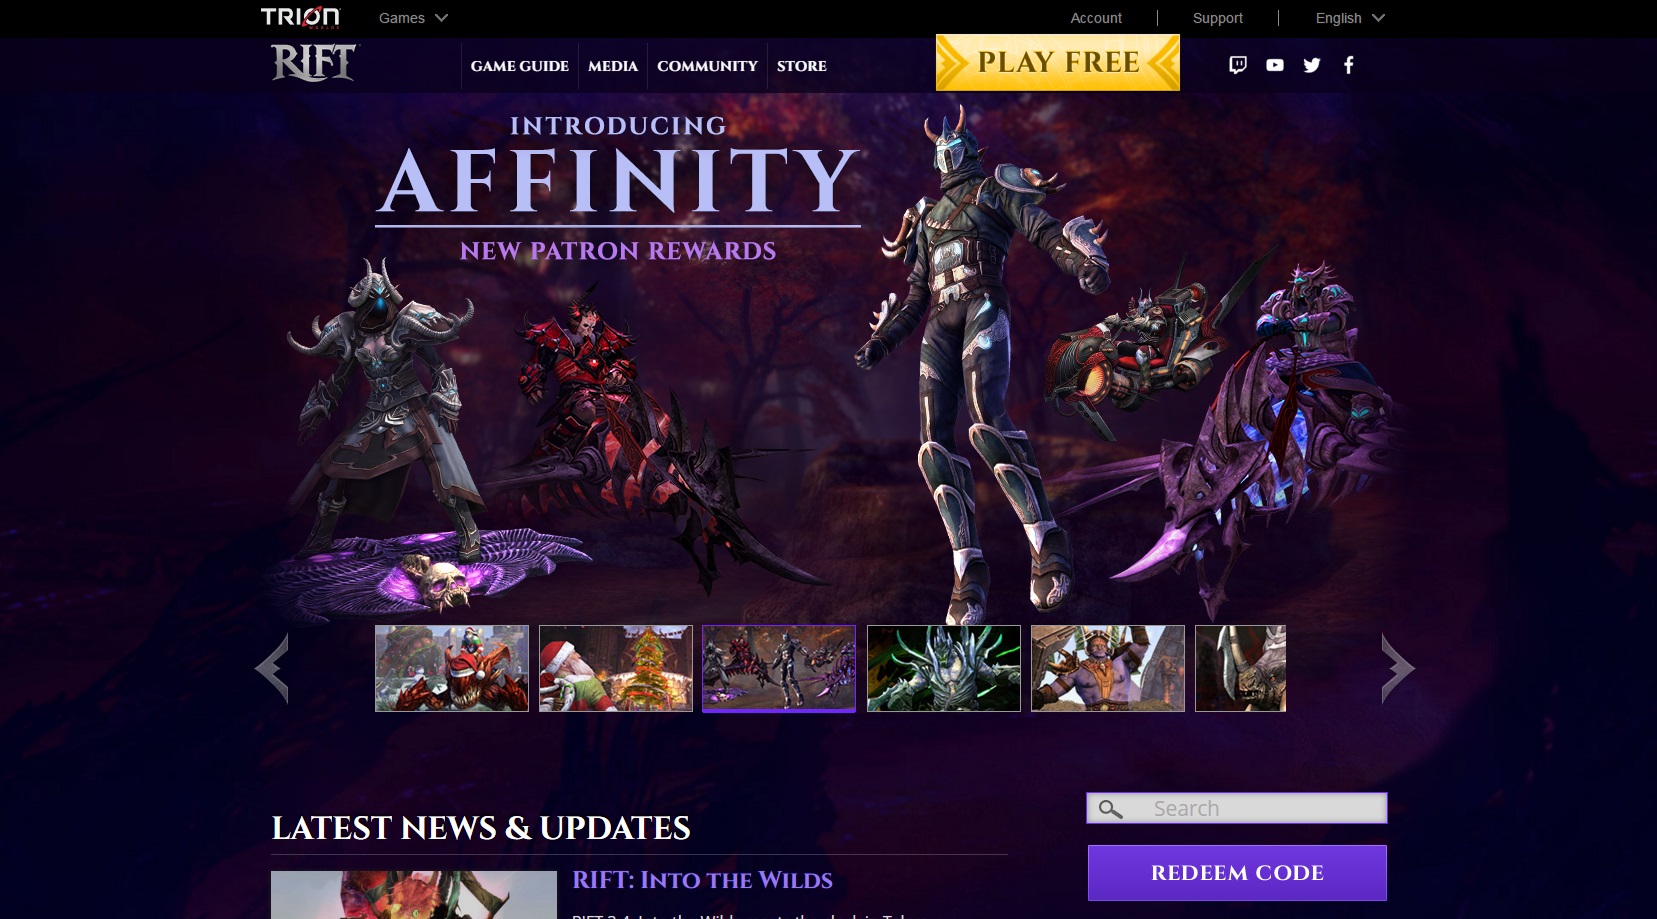 TRION
WORLDS
Games
Account
Support
English
RIFT
GAME GUIDE
MEDIA
COMMUNITY
STORE
PLAY FREE
INTRODUCING
AFFINITY
NEW PATRON REWARDS
Search
LATEST NEWS & UPDATES
REDEEM CODE
RIFT: Into the Wilds